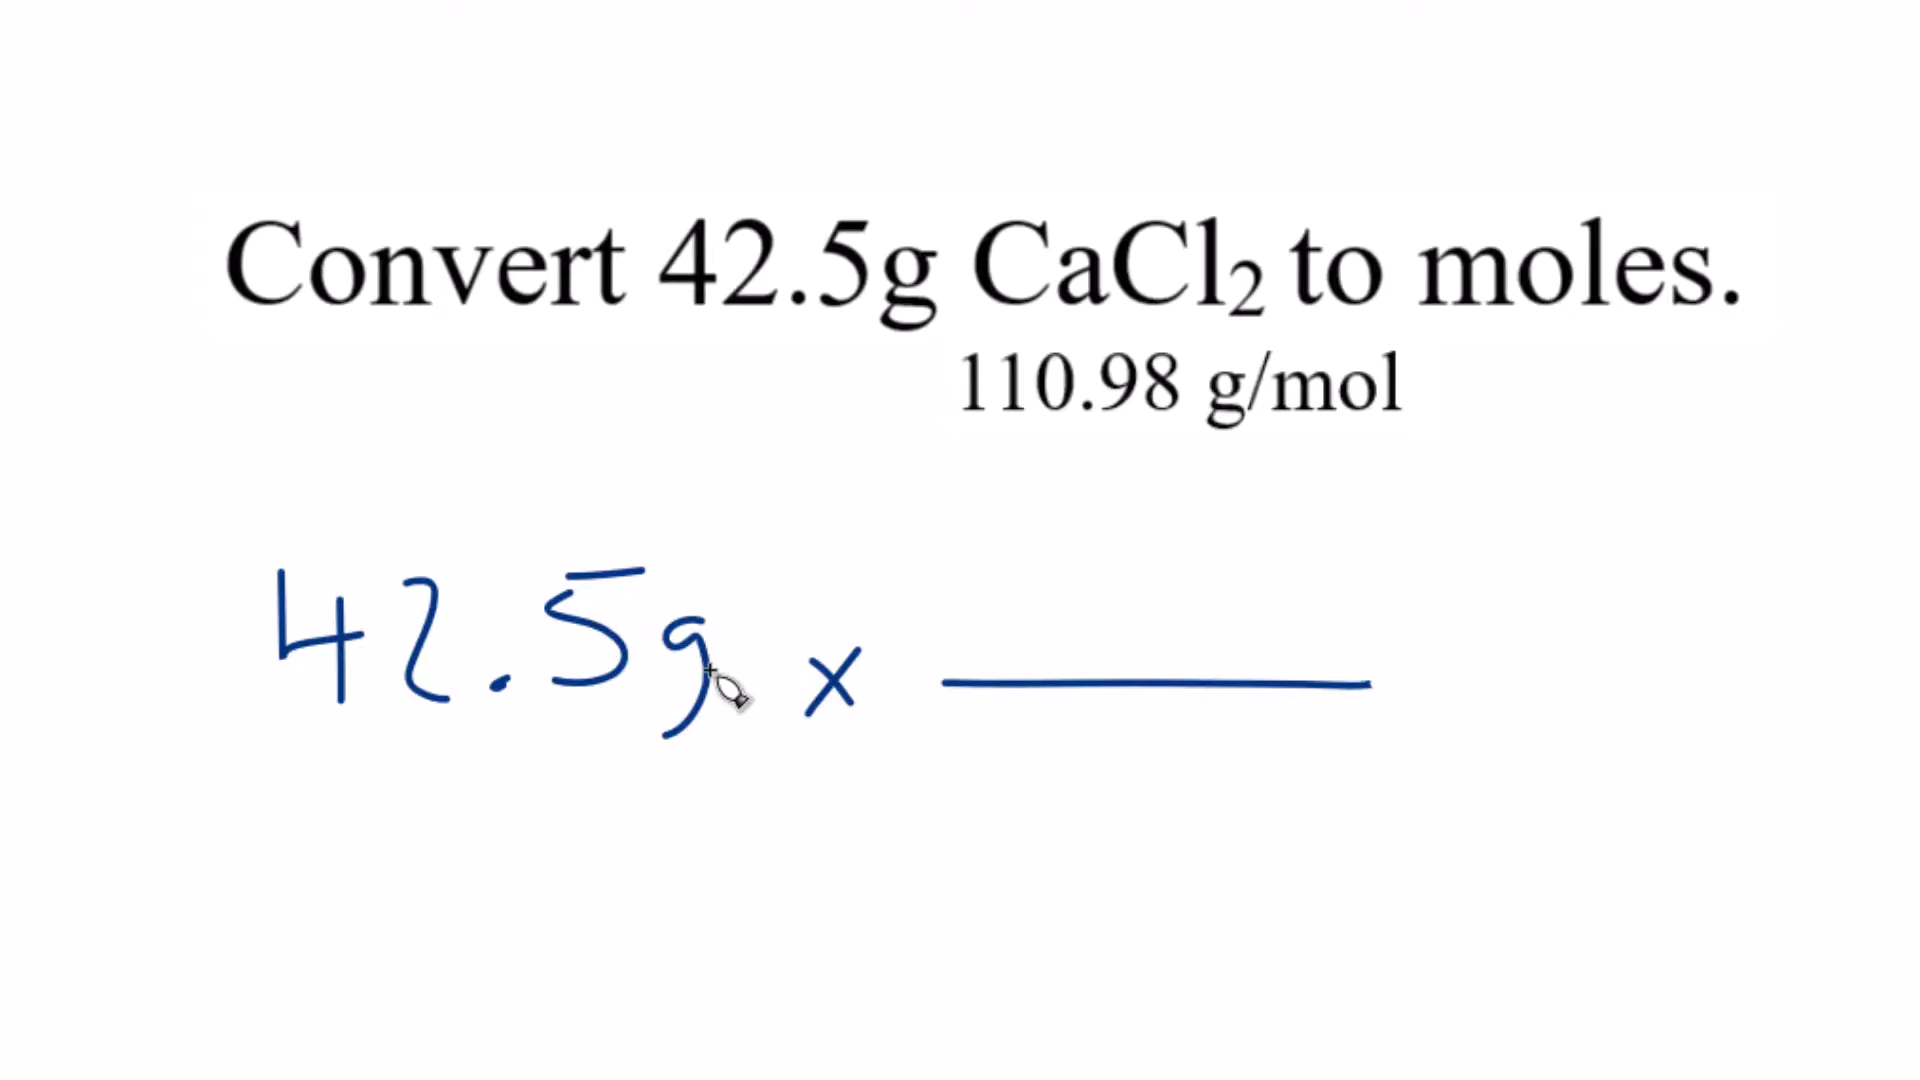 Convert 42.5g CaCl₂ to moles.
110.98 g/mol
42.5g x